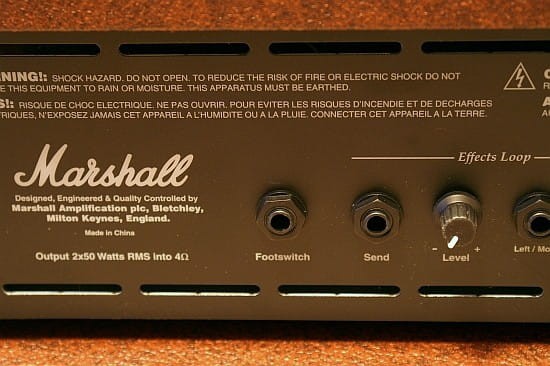 NING!: SHOCK HAZARD. DO NOT OPEN. TO REDUCE THE RISK OF FIRE OR ELECTRIC SHOCK DO NOT
E THIS EQUIPMENT TO RAIN OR MOISTURE. THIS APPARATUS MUST BE EARTHED.
S!: RISQUE DE CHOC ELECTRIQUE. NE PAS OUVRIR. POUR EVITER LES RISQUES D'INCENDIE ET DE DECHARGES
TRIQUES, N'EXPOSEZ JAMAIS CET APPAREIL A L'HUMIDITE OU A LA PLUIE. CONNECTER CET APPAREIL A LA TERRE.
Marshall
Designed, Engineered & Quality Controlled by
Marshall Amplification plc, Bletchley,
Milton Keynes, England.
Made in China
Output 2x50 Watts RMS into 4Ω
Effects Loop
Footswitch
Send
- +
Level
Left / Mo